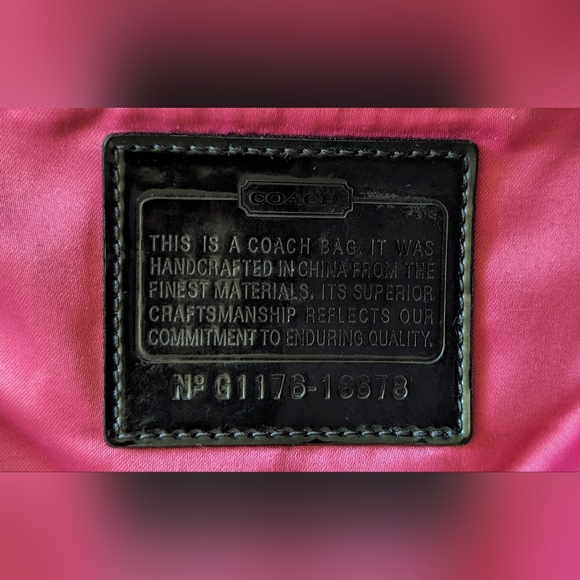 COACH
THIS IS A COACH BAG. IT WAS
HANDCRAFTED IN CHINA FROM THE
FINEST MATERIALS. ITS SUPERIOR
CRAFTSMANSHIP REFLECTS OUR
COMMITMENT TO ENDURING QUALITY.
Nº G1176-16678